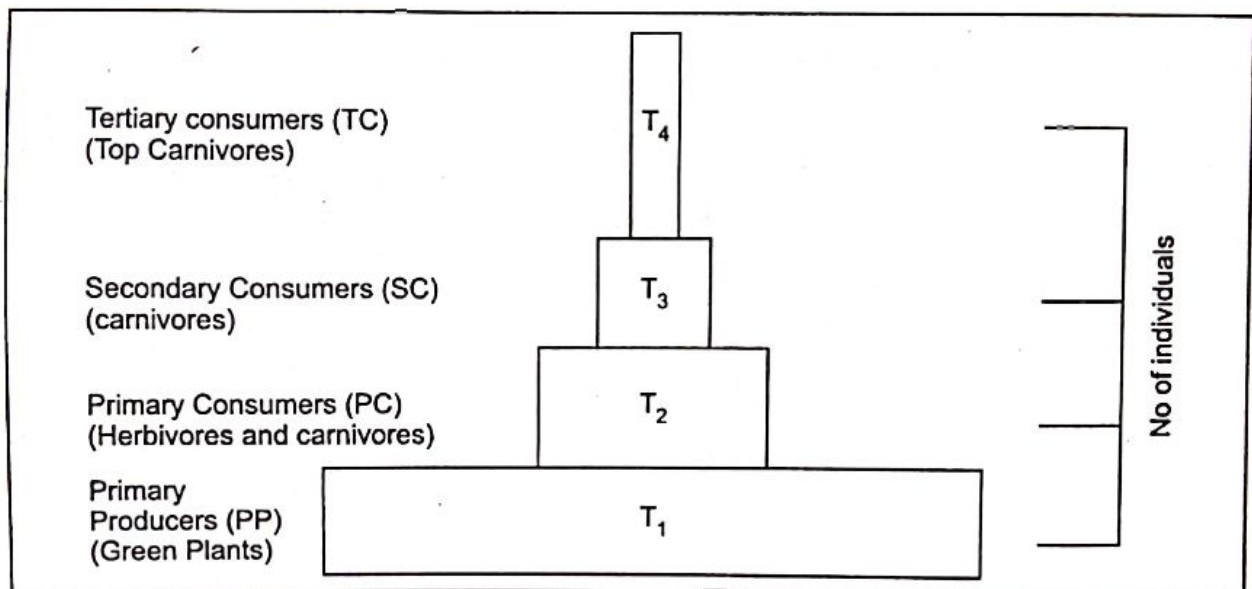 Tertiary consumers (TC)
(Top Carnivores)
T4
Secondary Consumers (SC)
(carnivores)
T3
Primary Consumers (PC)
(Herbivores and carnivores)
T2
Primary
Producers (PP)
(Green Plants)
T1
No of individuals